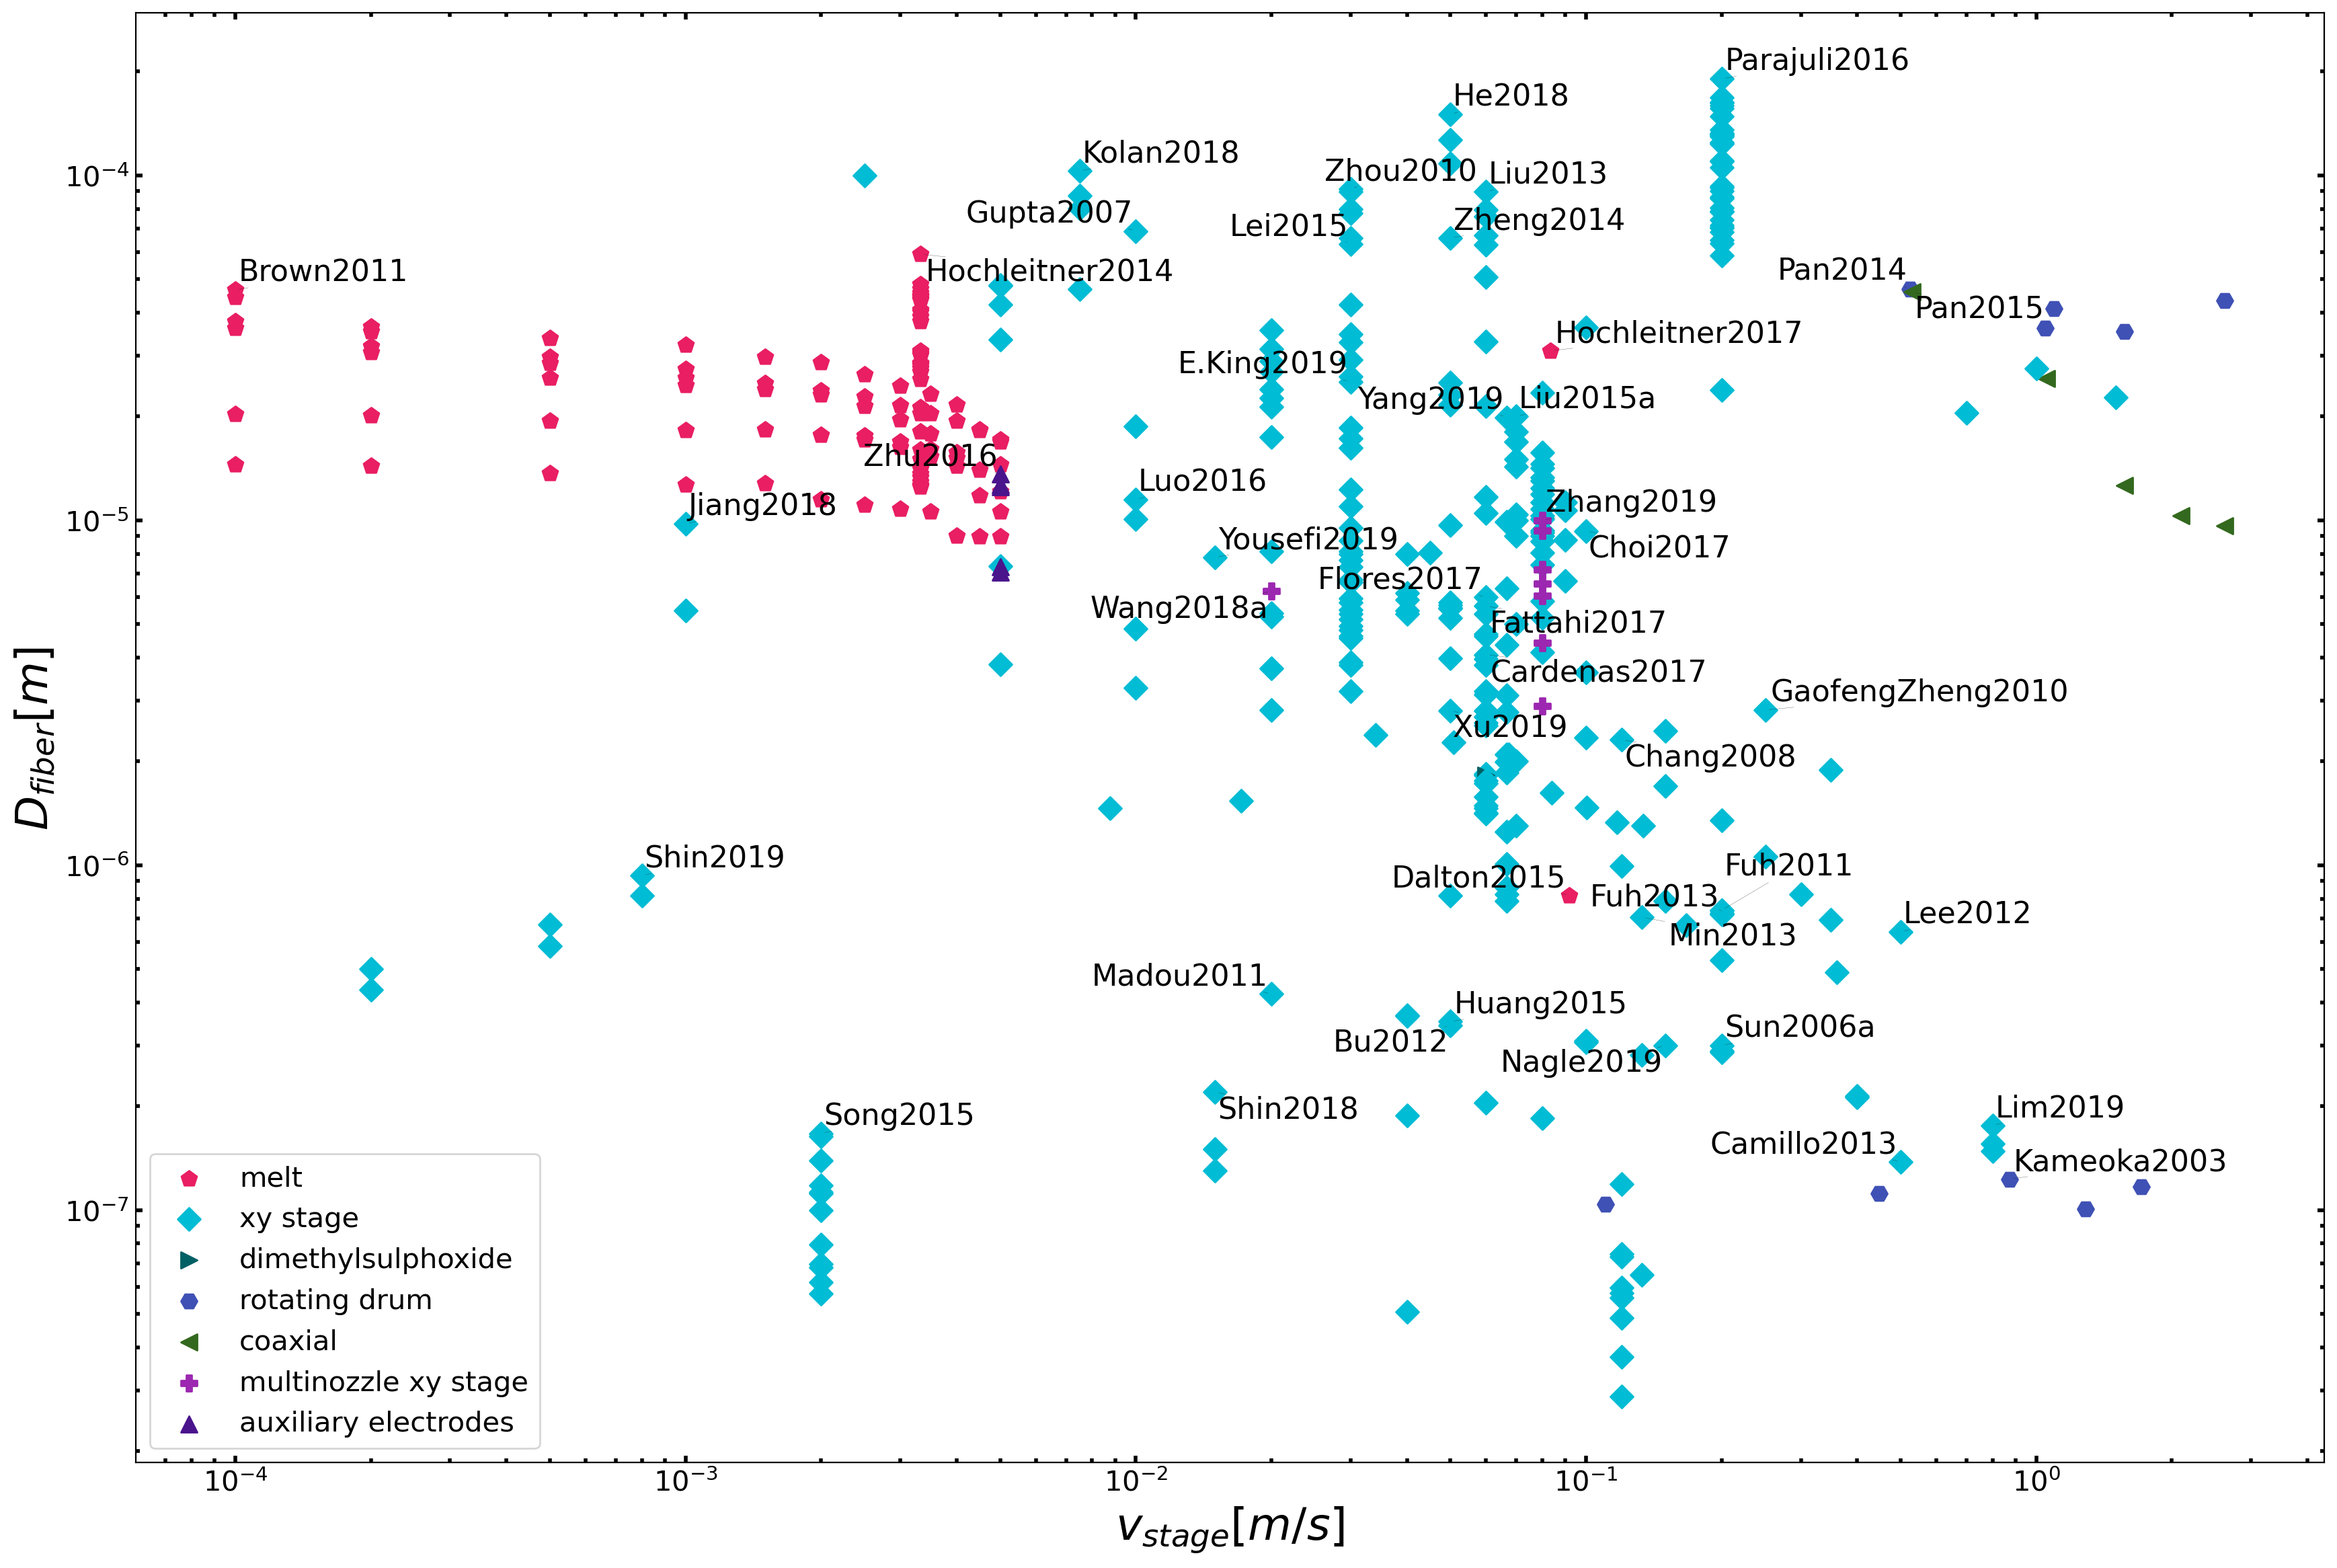 Parajuli2016
He2018
Kolan2018
Zhou2010
Liu2013
Gupta2007
Lei2015
Zheng2014
Brown2011
Hochleitner2014
Pan2014
Pan2015
Hochleitner2017
E.King2019
Yang2019
Liu2015a
Zhu2016
Luo2016
Jiang2018
Zhang2019
Yousefi2019
Choi2017
Flores2017
Wang2018a
Fattahi2017
Cardenas2017
GaofengZheng2010
Xu2019
Chang2008
Shin2019
Fuh2011
Dalton2015
Fuh2013
Lee2012
Min2013
Madou2011
Huang2015
Bu2012
Sun2006a
Nagle2019
Song2015
Shin2018
Lim2019
Camillo2013
Kameoka2003
melt
xy stage
dimethylsulphoxide
rotating drum
coaxial
multinozzle xy stage
auxiliary electrodes
10⁻⁴
10⁻⁵
10⁻⁶
10⁻⁷
D_fiber[m]
10⁻⁴ 10⁻³ 10⁻² 10⁻¹ 10⁰
v_stage[m/s]